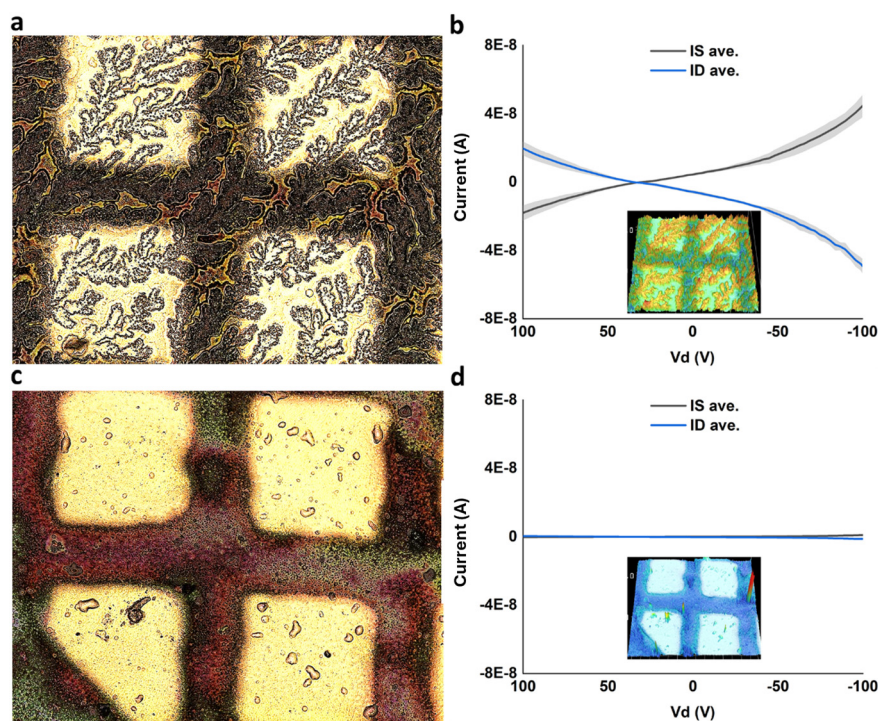 a
b
8E-8
4E-8
0
-4E-8
-8E-8
Current (A)
IS ave.
ID ave.
100
50
0
-50
-100
Vd (V)
c
d
8E-8
4E-8
0
-4E-8
-8E-8
Current (A)
IS ave.
ID ave.
100
50
0
-50
-100
Vd (V)